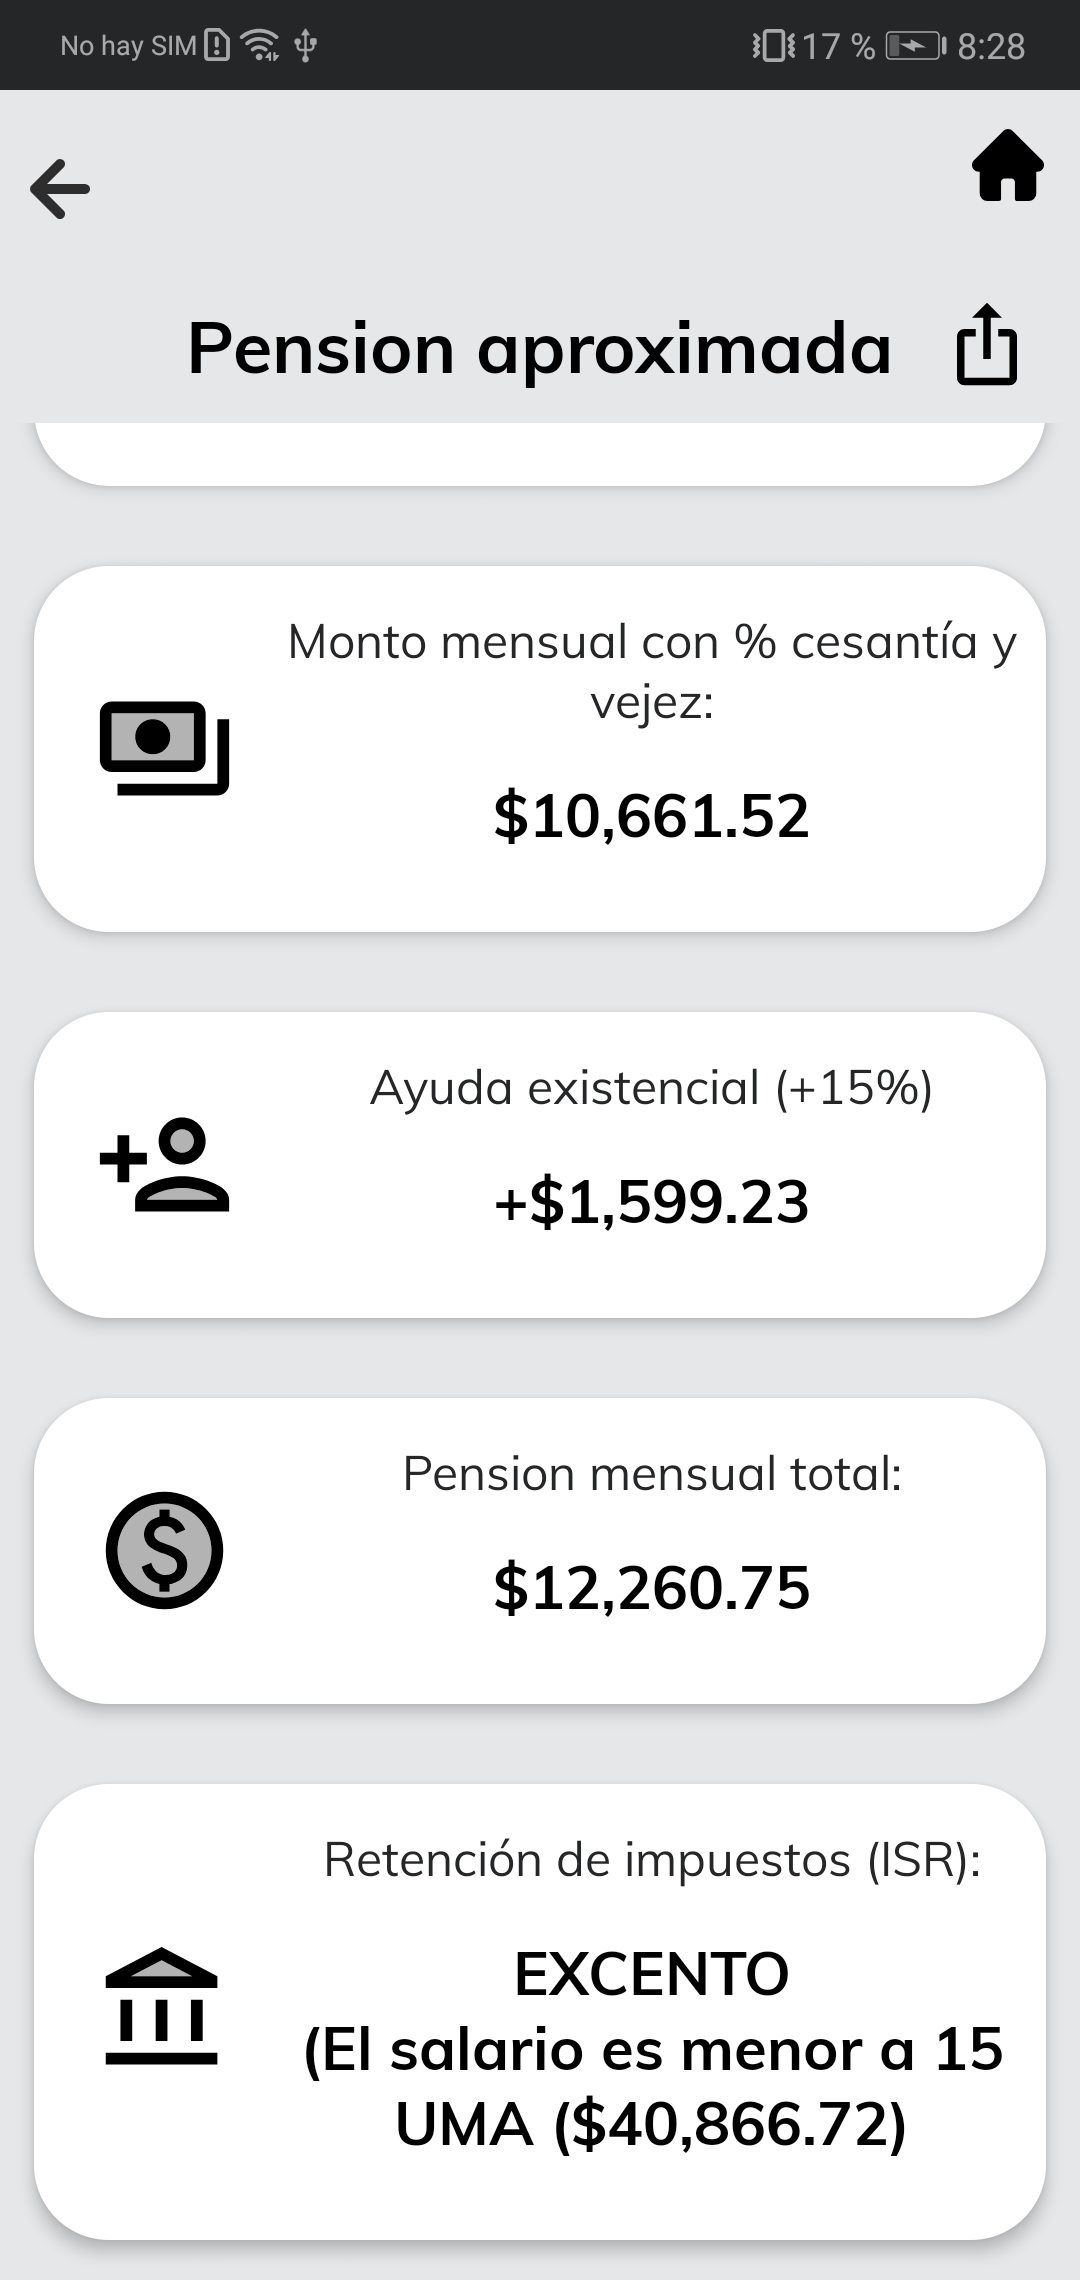 No hay SIM 17 % 8:28
Pension aproximada
Monto mensual con % cesantía y
vejez:
$10,661.52
Ayuda existencial (+15%)
+$1,599.23
Pension mensual total:
$12,260.75
Retención de impuestos (ISR):
EXCENTO
(El salario es menor a 15
UMA ($40,866.72)